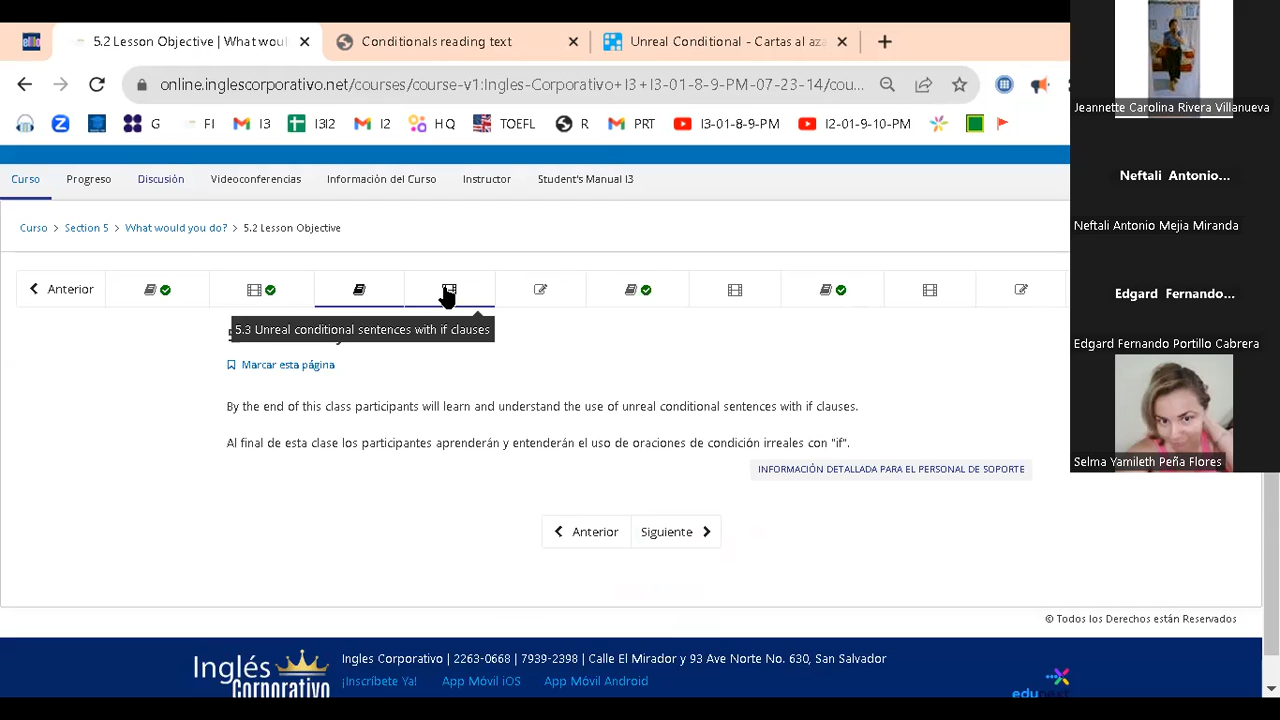 ello
5.2 Lesson Objective | What woul
Conditionals reading text
Unreal Conditional - Cartas al aza
online.inglescorporativo.net/courses/course-v1:Ingles-Corporativo+I3+I3-01-8-9-PM-07-23-14/cou...
G
FI
I3
I3I2
I2
HQ
TOEFL
R
PRT
I3-01-8-9-PM
I2-01-9-10-PM
Curso
Progreso
Discusión
Videoconferencias
Información del Curso
Instructor
Student's Manual I3
Curso > Section 5 > What would you do? > 5.2 Lesson Objective
Anterior
5.3 Unreal conditional sentences with if clauses
Marcar esta página
By the end of this class participants will learn and understand the use of unreal conditional sentences with if clauses.
Al final de esta clase los participantes aprenderán y entenderán el uso de oraciones de condición irreales con "if".
INFORMACIÓN DETALLADA PARA EL PERSONAL DE SOPORTE
Anterior
Siguiente
© Todos los Derechos están Reservados
Inglés
Corporativo
Ingles Corporativo | 2263-0668 | 7939-2398 | Calle El Mirador y 93 Ave Norte No. 630, San Salvador
¡Inscríbete Ya!
App Móvil iOS
App Móvil Android
edunext
Jeannette Carolina Rivera Villanueva
Neftali Antonio...
Neftali Antonio Mejia Miranda
Edgard Fernando...
Edgard Fernando Portillo Cabrera
Selma Yamileth Peña Flores